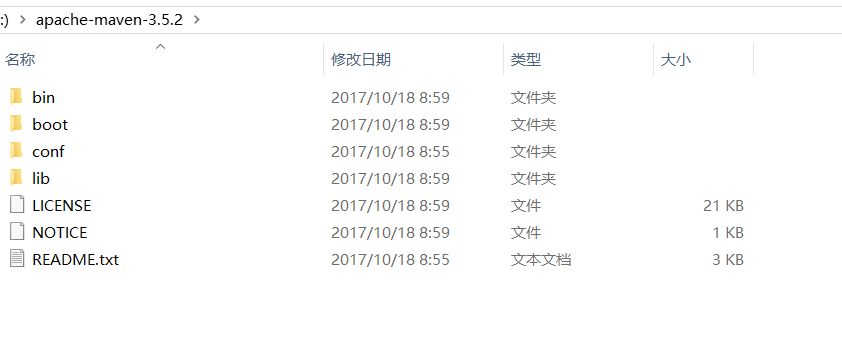 :) > apache-maven-3.5.2 >
名称 修改日期 类型 大小
bin 2017/10/18 8:59 文件夹
boot 2017/10/18 8:59 文件夹
conf 2017/10/18 8:55 文件夹
lib 2017/10/18 8:59 文件夹
LICENSE 2017/10/18 8:59 文件 21 KB
NOTICE 2017/10/18 8:59 文件 1 KB
README.txt 2017/10/18 8:55 文本文档 3 KB